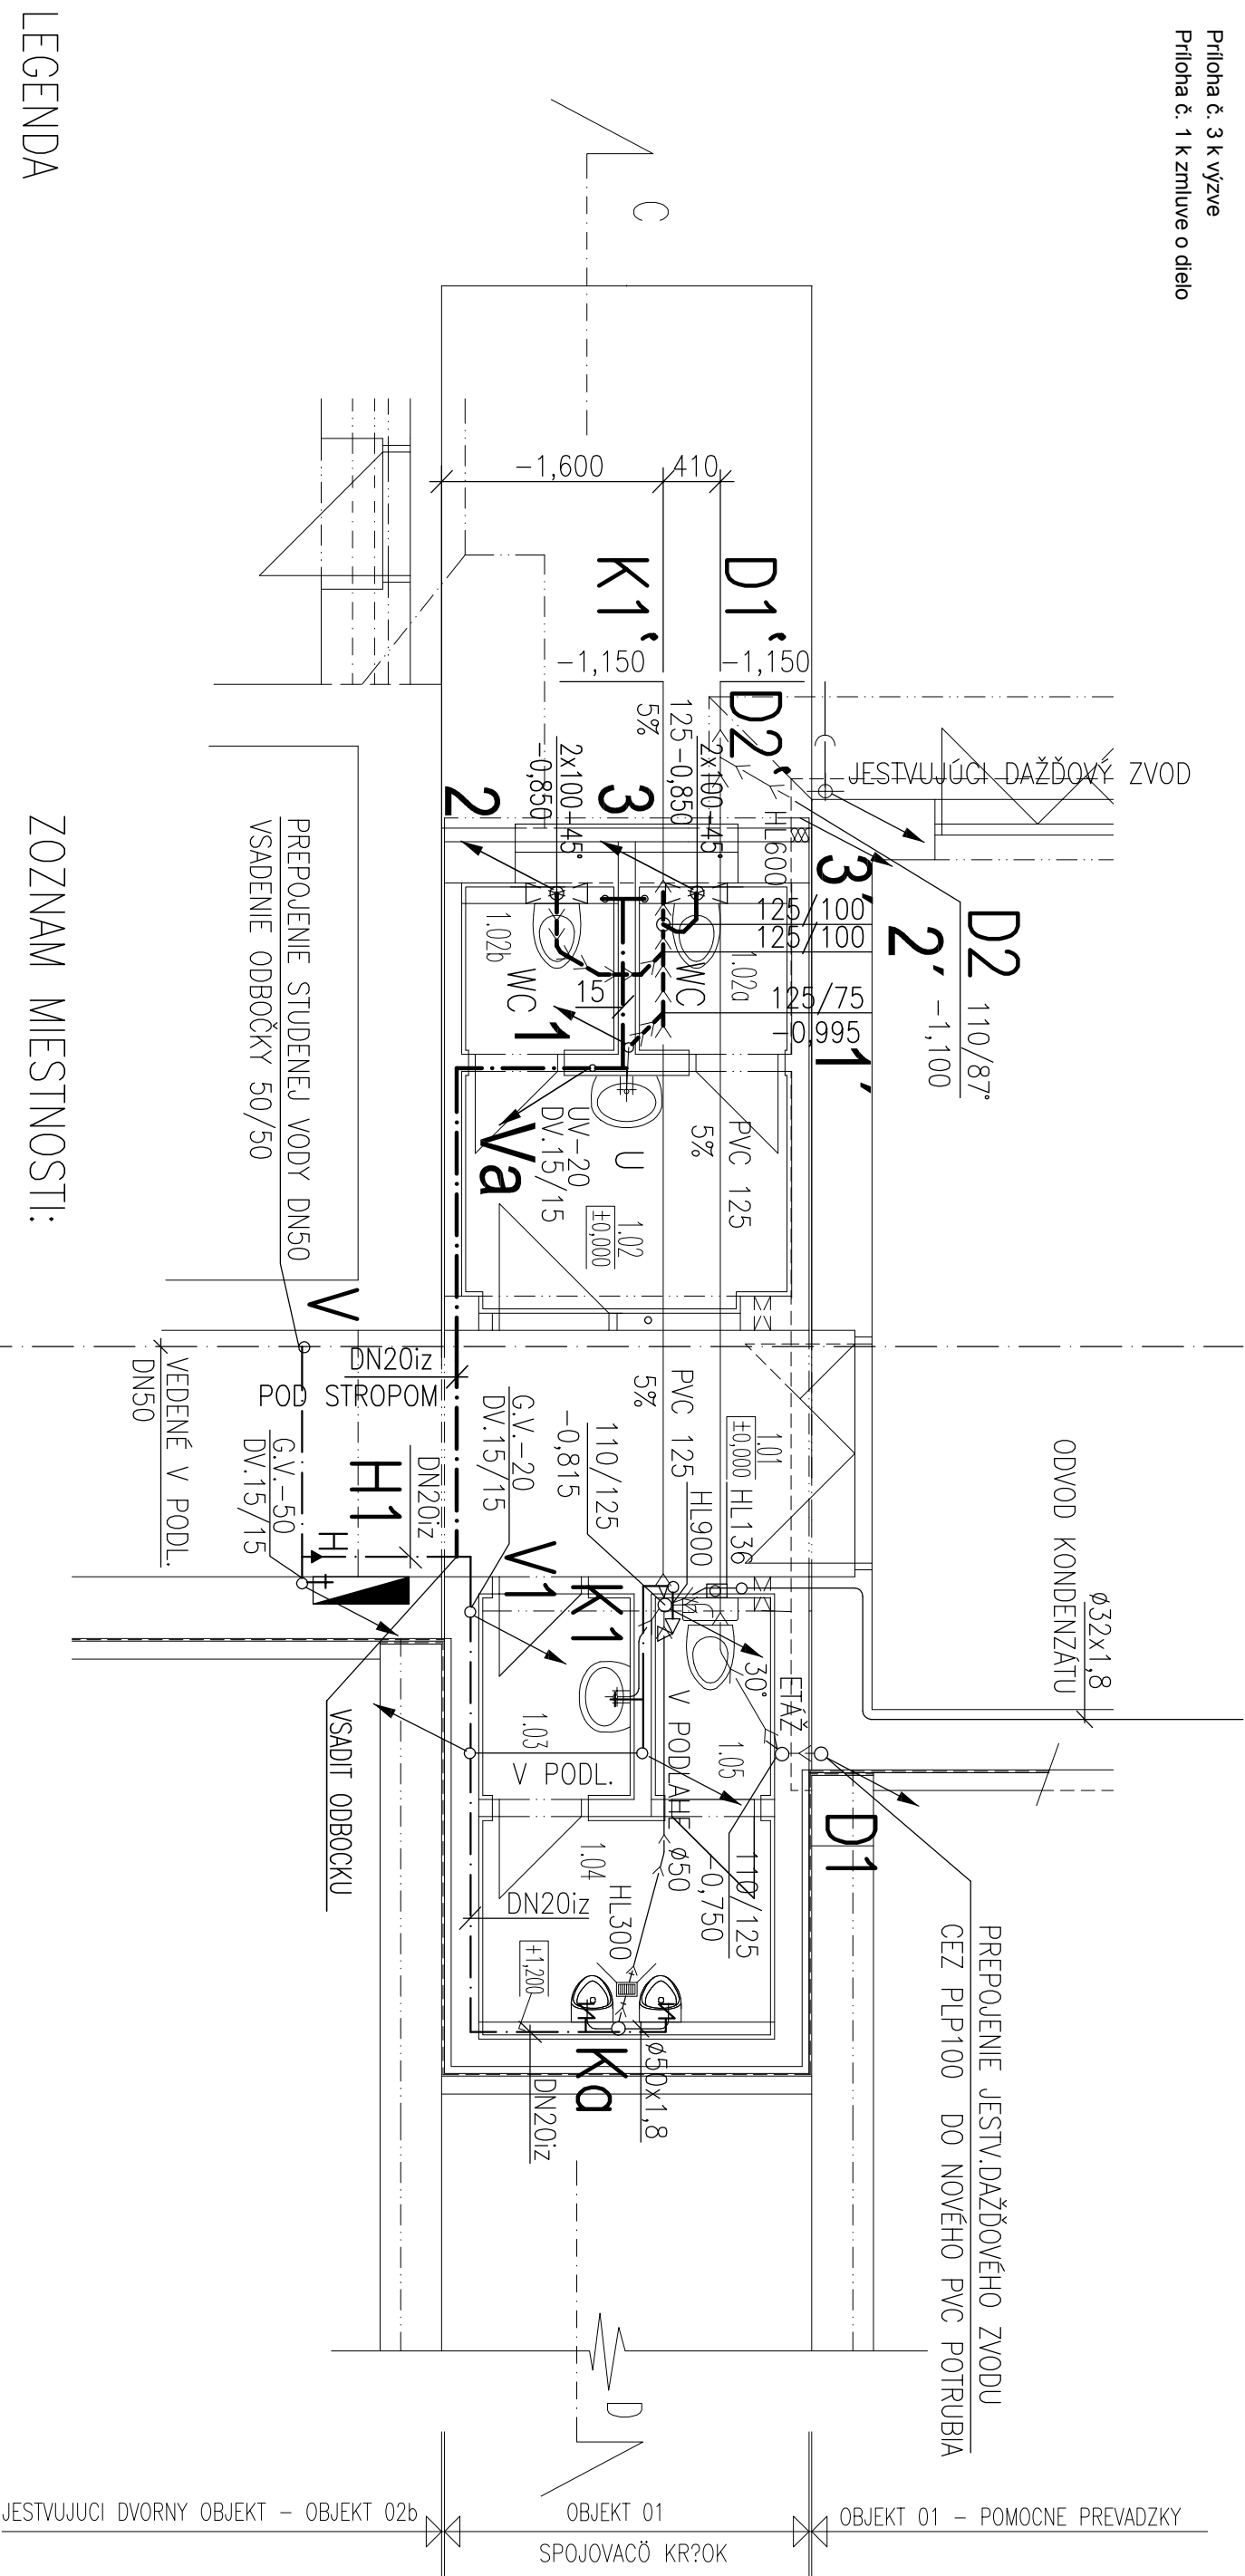 Príloha č. 3 k výzve
Príloha č. 1 k zmluve o dielo
C
-1,600
410
D1‘
K1‘
-1,150
-1,150
D2‘
JESTVUJÚCI DAŽĎOVÝ ZVOD
125-0,850
5%
2x100-45°
2x100-45°
-0,850
HL600
3
2
3‘
2‘
1‘
D2
110/87°
-1,100
125/100
125/100
125/75
-0,995
1.02b
WC
1.02a
WC
15
1
Va
UV-20
DV.15/15
U
PVC 125
5%
1.02
±0,000
PREPOJENIE STUDENEJ VODY DN50
VSADENIE ODBOČKY 50/50
V
DN20iz
POD STROPOM
VEDENÉ V PODL.
DN50
G.V.-50
DV.15/15
H1
H
DN20iz
G.V.-20
DV.15/15
110/125
-0,815
PVC 125
5%
1.01
±0,000
HL136
HL900
ODVOD KONDENZÁTU
ø32x1,8
V1
K1
30°
ETÁŽ
1.03
1.05
V PODL.
V PODLAHE ø50
VSADIT ODBOCKU
D1
110/125
-0,750
1.04
HL300
DN20iz
+1,200
Ka
ø50x1,8
DN20iz
PREPOJENIE JESTV.DAŽĎOVÉHO ZVODU
CEZ PLP100 DO NOVÉHO PVC POTRUBIA
D
JESTVUJUCI DVORNY OBJEKT - OBJEKT 02b
OBJEKT 01
SPOJOVACÖ KR?OK
OBJEKT 01 - POMOCNE PREVADZKY
LEGENDA
ZOZNAM MIESTNOSTI: